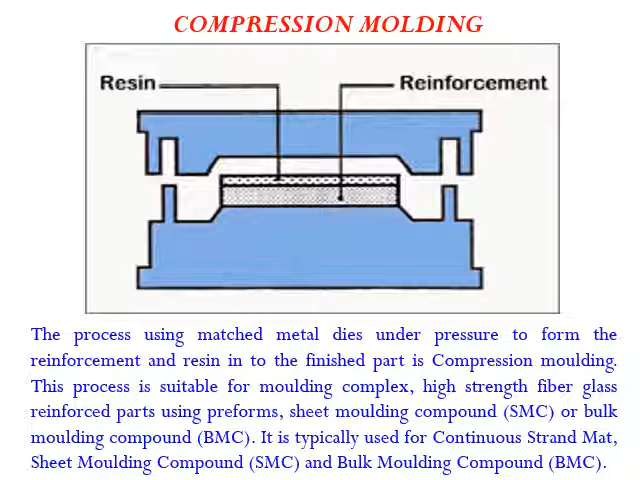 COMPRESSION MOLDING
Resin
Reinforcement
The process using matched metal dies under pressure to form the
reinforcement and resin in to the finished part is Compression moulding.
This process is suitable for moulding complex, high strength fiber glass
reinforced parts using preforms, sheet moulding compound (SMC) or bulk
moulding compound (BMC). It is typically used for Continuous Strand Mat,
Sheet Moulding Compound (SMC) and Bulk Moulding Compound (BMC).